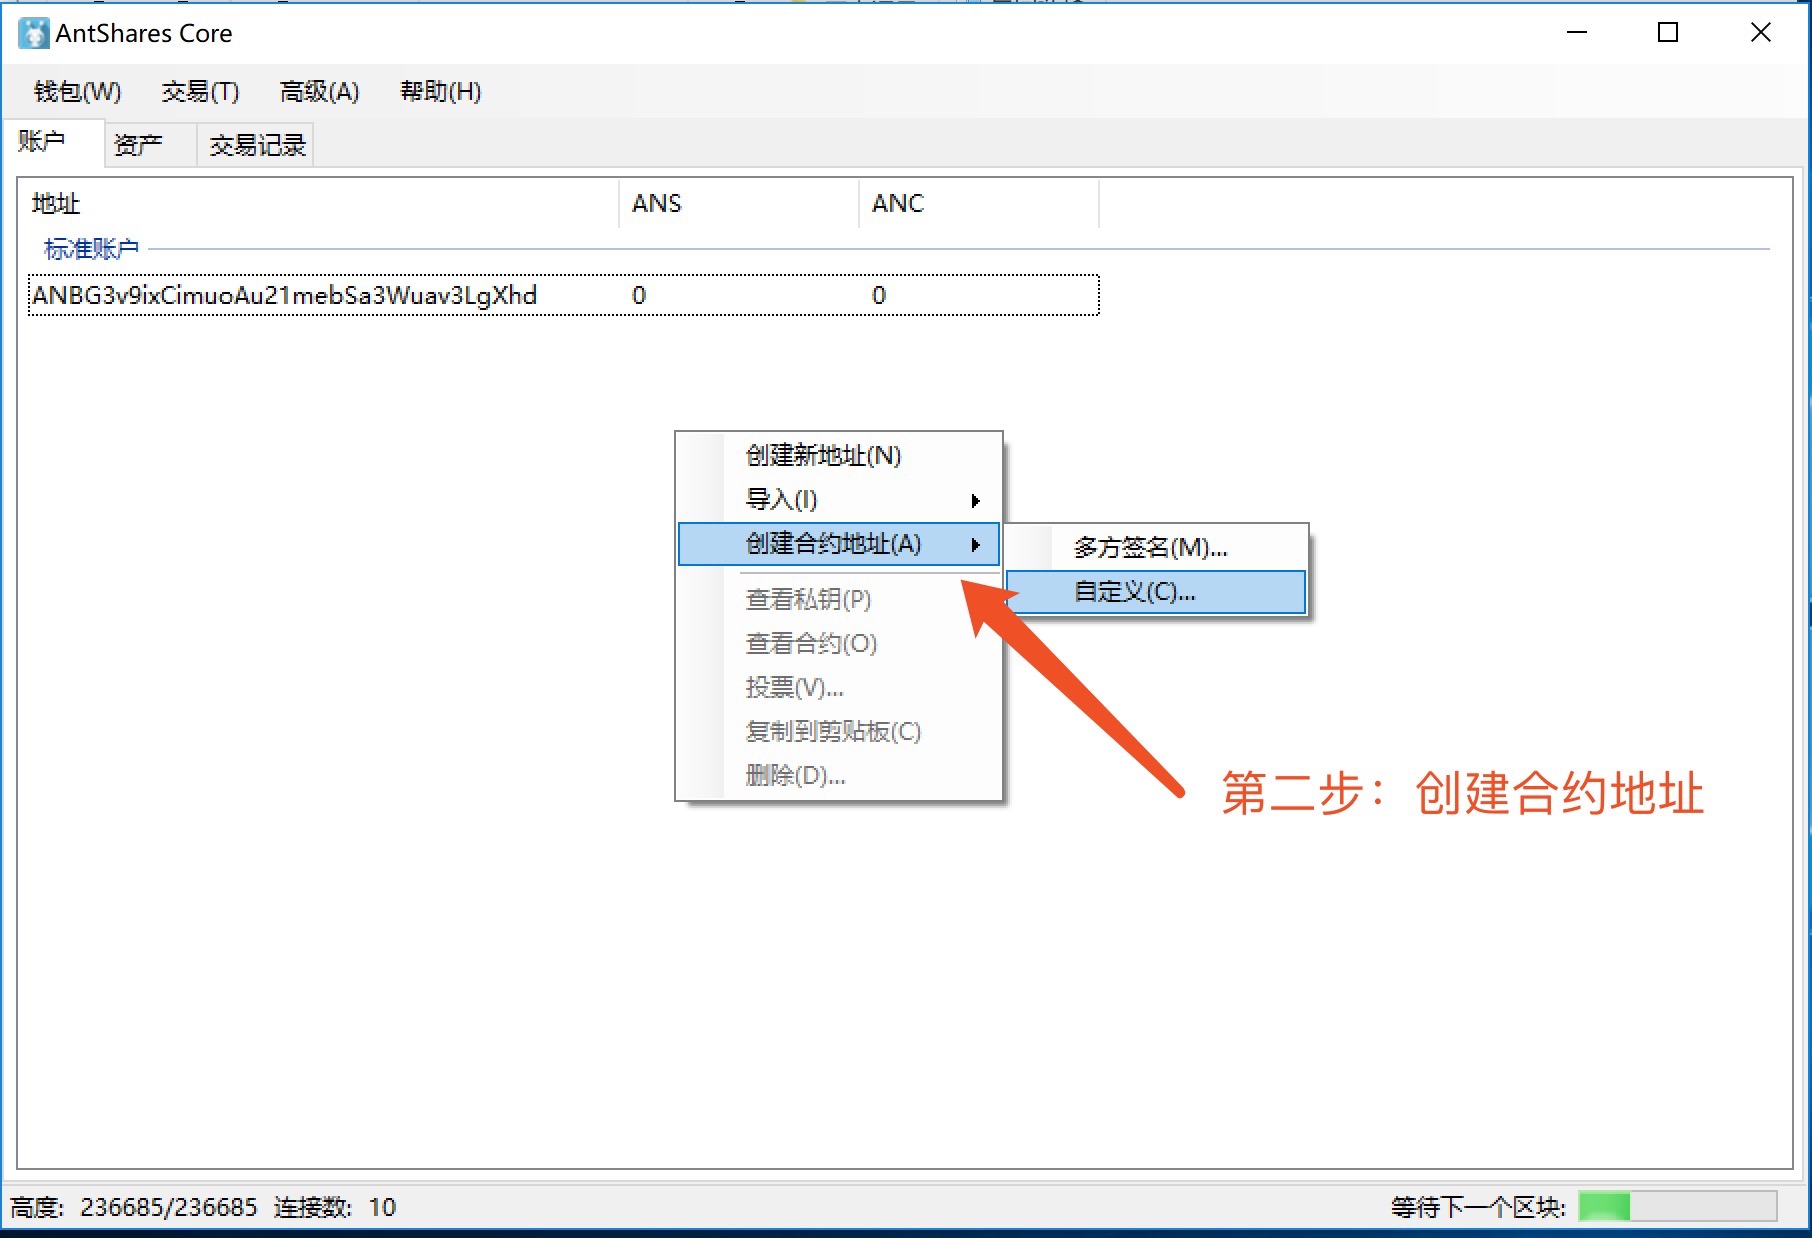 AntShares Core
钱包(W) 交易(T) 高级(A) 帮助(H)
账户 资产 交易记录
地址 ANS ANC
标准账户
ANBG3v9ixCimuoAu21mebSa3Wuav3LgXhd 0 0
创建新地址(N)
导入(I)
创建合约地址(A)
多方签名(M)...
自定义(C)...
查看私钥(P)
查看合约(O)
投票(V)...
复制到剪贴板(C)
删除(D)...
第二步：创建合约地址
高度: 236685/236685 连接数: 10 等待下一个区块: